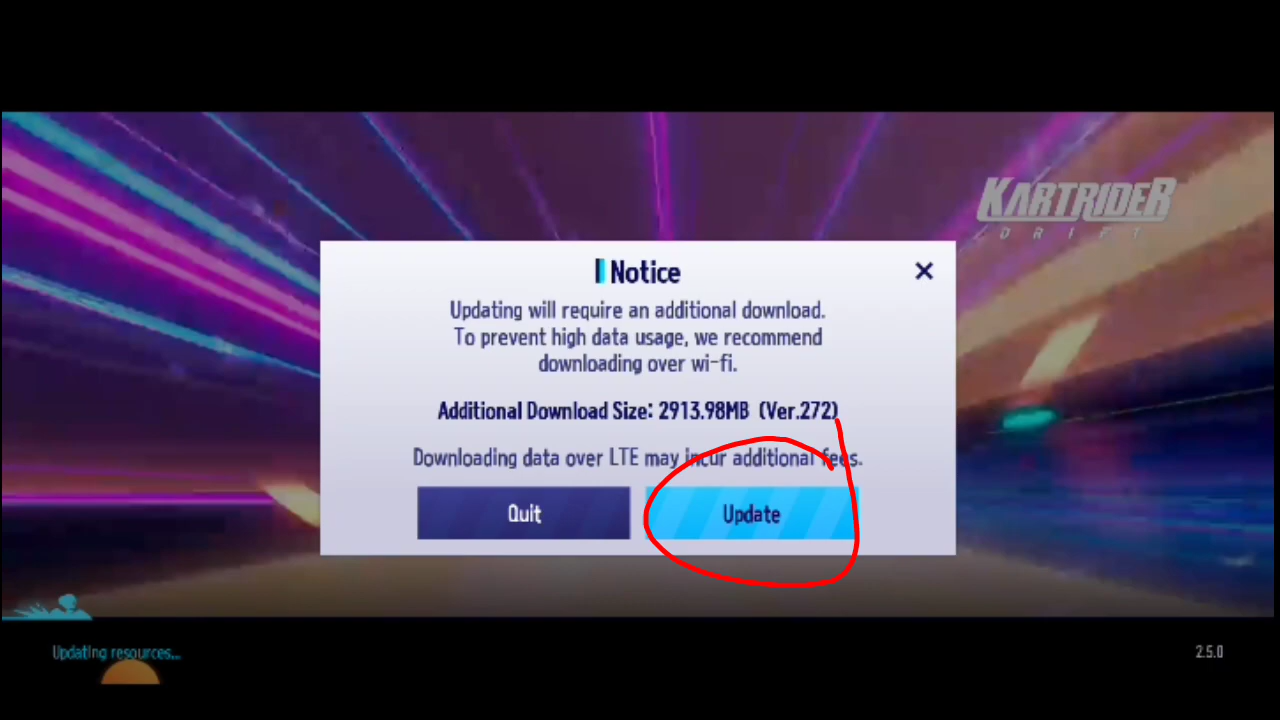 KARTRIDER
DRIFT
Notice
Updating will require an additional download.
To prevent high data usage, we recommend
downloading over wi-fi.
Additional Download Size: 2913.98MB (Ver.272)
Downloading data over LTE may incur additional fees.
Quit
Update
Updating resources...
2.5.0